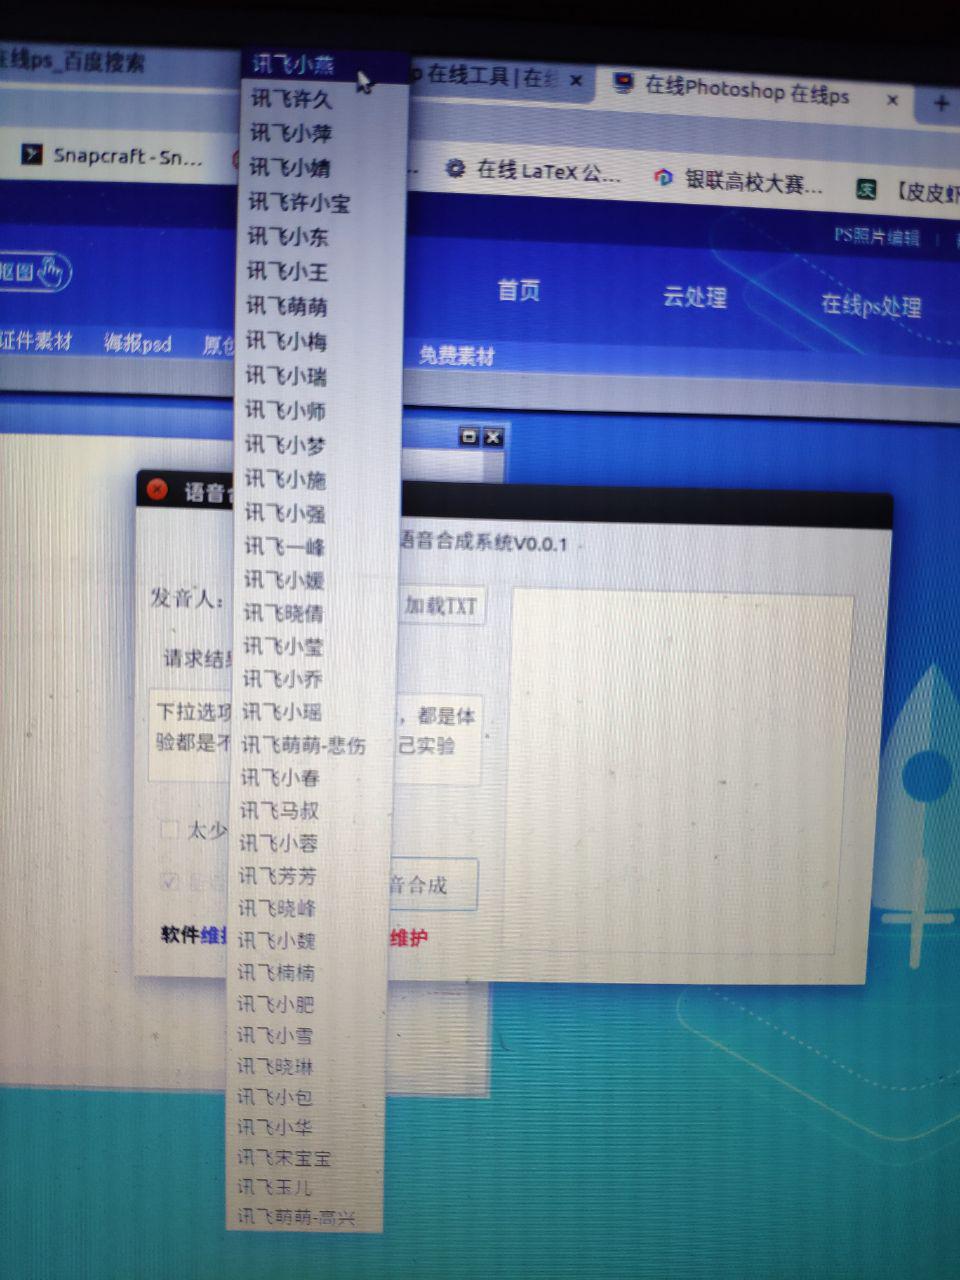 在线ps_百度搜索
在线工具 | 在线
在线Photoshop 在线ps
Snapcraft - Sn...
在线 LaTeX 公...
银联高校大赛...
【皮皮虾
PS照片编辑
抠图
首页
云处理
在线ps处理
证件素材
海报psd
原创
免费素材
讯飞小燕
讯飞许久
讯飞小萍
讯飞小婧
讯飞许小宝
讯飞小东
讯飞小王
讯飞萌萌
讯飞小梅
讯飞小瑞
讯飞小师
讯飞小梦
讯飞小施
讯飞小强
讯飞一峰
讯飞小媛
讯飞晓倩
讯飞小莹
讯飞小乔
讯飞小瑶
讯飞萌萌-悲伤
讯飞小春
讯飞马叔
讯飞小蓉
讯飞芳芳
讯飞晓峰
讯飞小魏
讯飞楠楠
讯飞小肥
讯飞小雪
讯飞晓琳
讯飞小包
讯飞小华
讯飞宋宝宝
讯飞玉儿
讯飞萌萌-高兴
语音
语音合成系统V0.0.1
发音人：
加载TXT
请求结果
下拉选项
，都是体
验都是不
己实验
太少
音合成
软件维护
维护